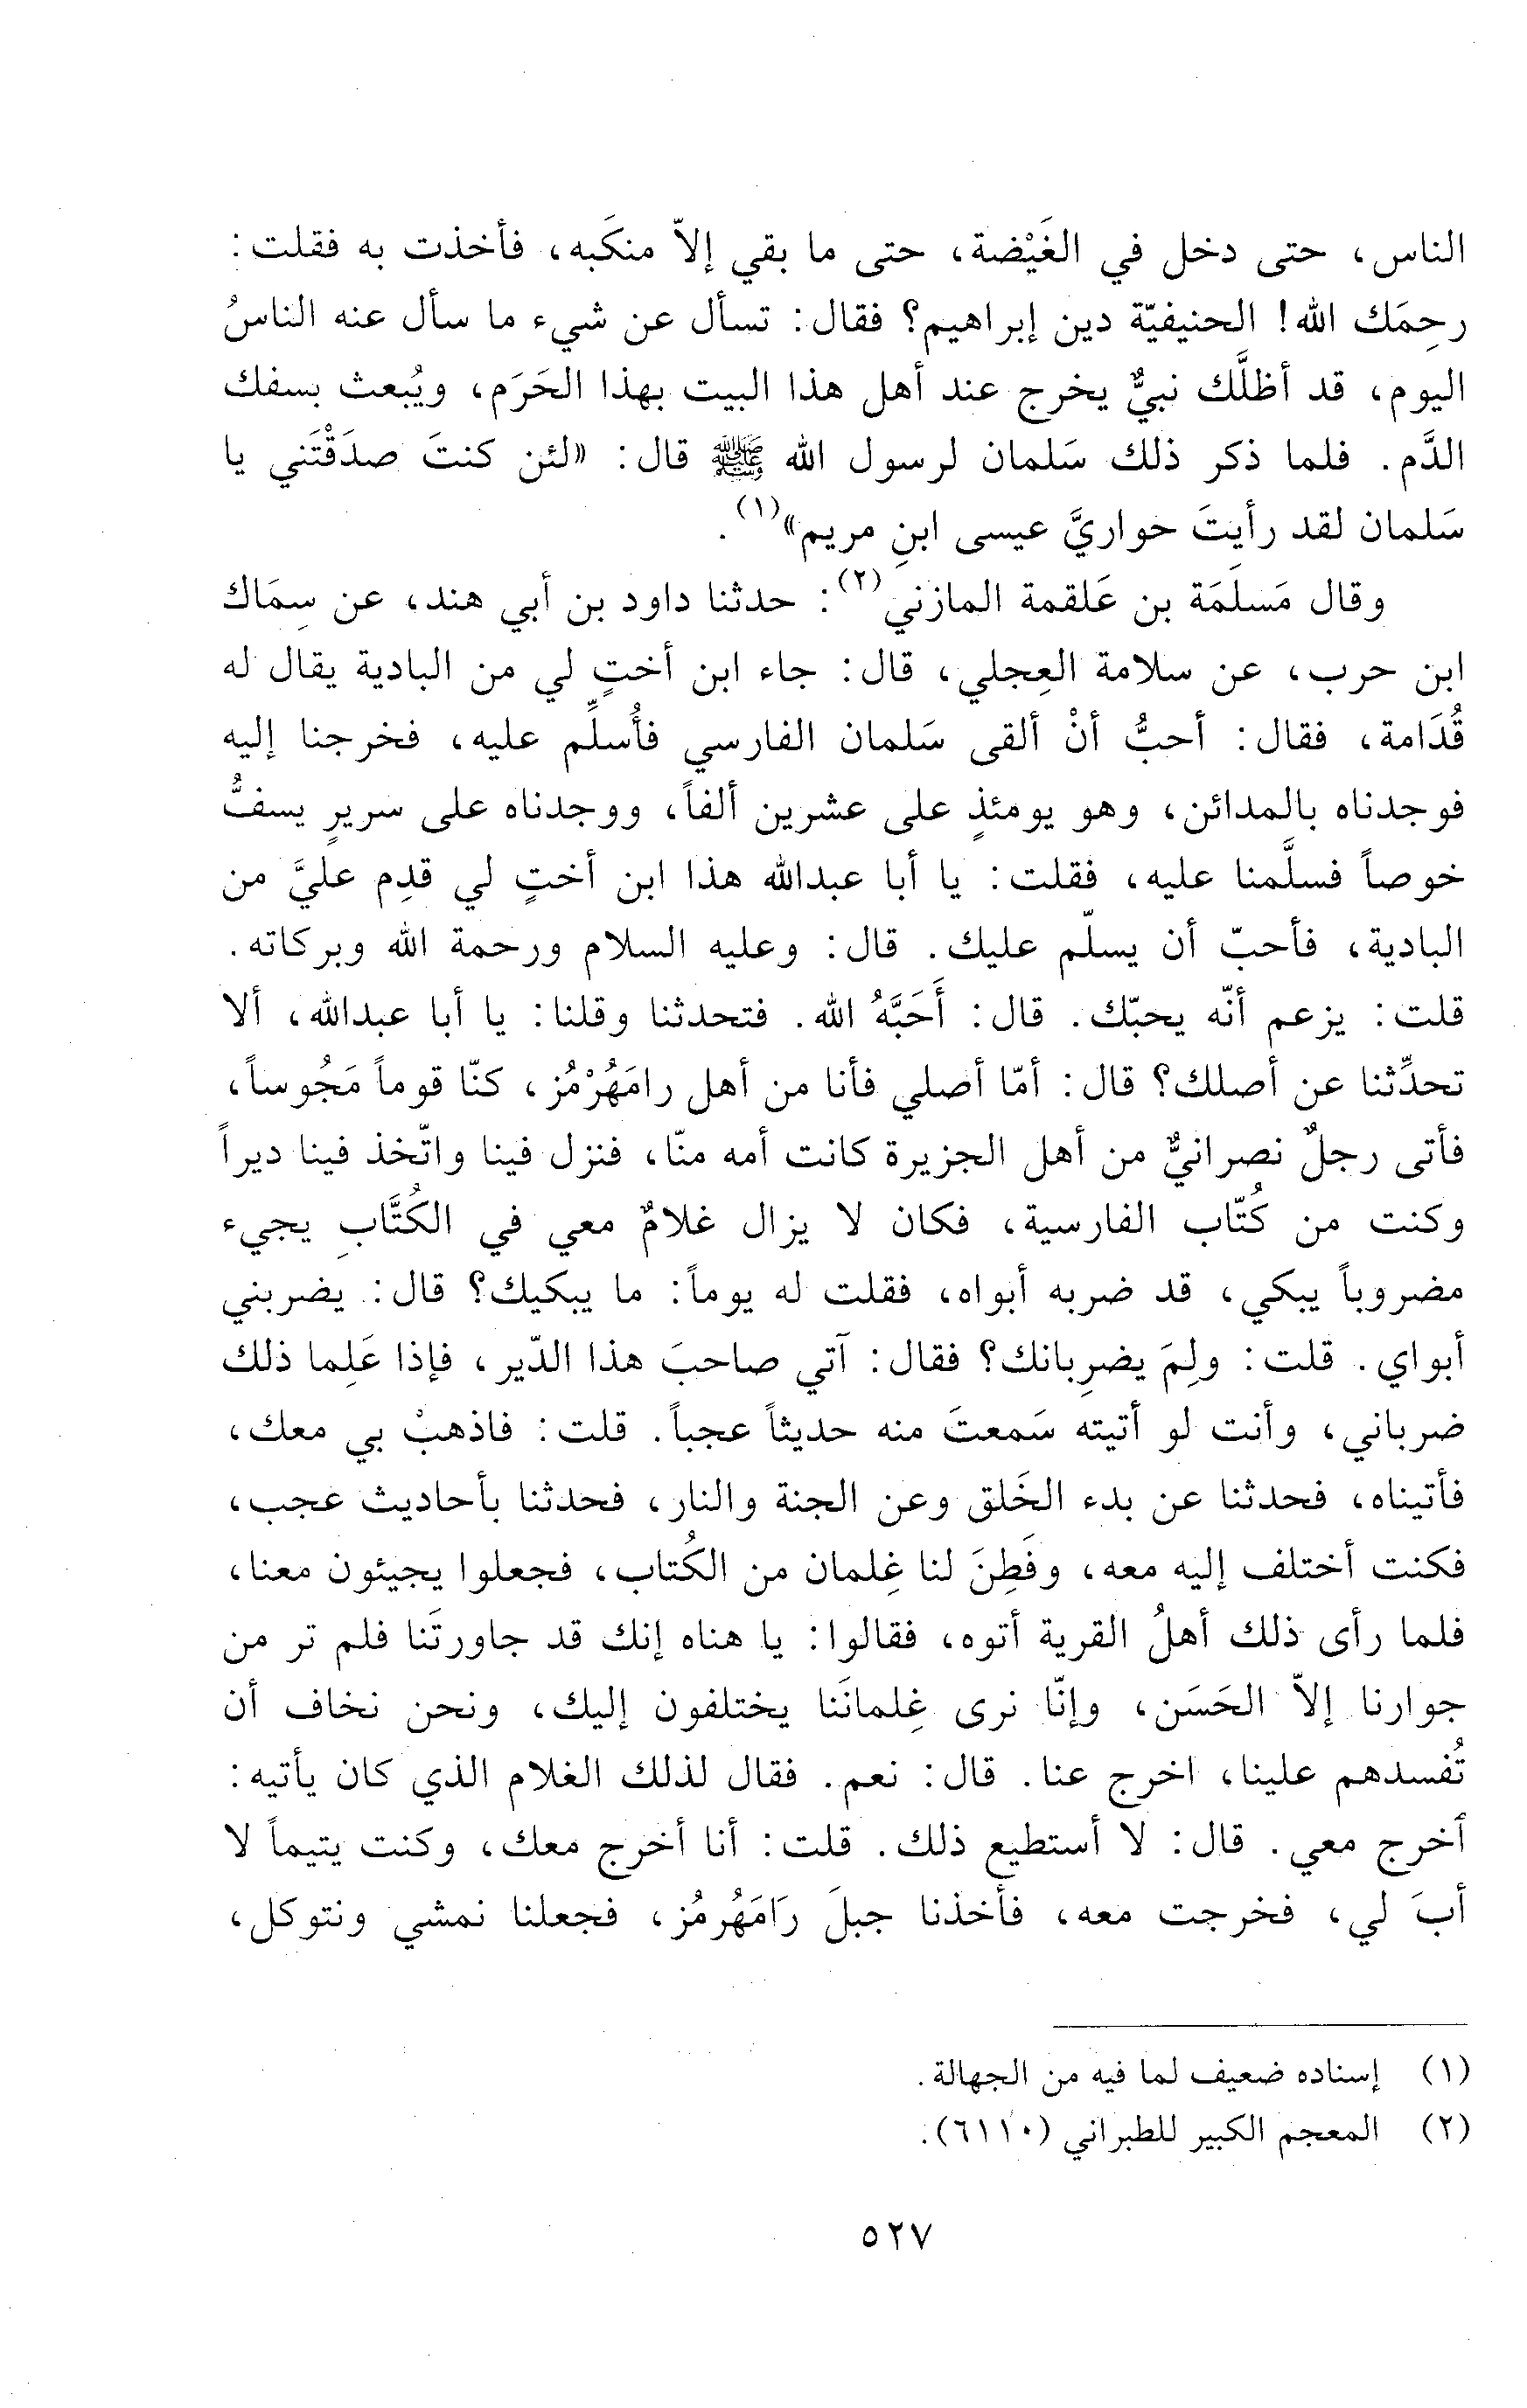 الناس، حتى دخل في الغَيْضة، حتى ما بقي إلاّ منكَبه، فأخذت به فقلت:
رحِمَك الله! الحنيفيّة دين إبراهيم؟ فقال: تسأل عن شيء ما سأل عنه الناسُ
اليوم، قد أظلَّك نبيٌّ يخرج عند أهل هذا البيت بهذا الحَرَم، ويُبعث بسفك
الدَّم. فلما ذكر ذلك سَلمان لرسول الله ﷺ قال: «لئن كنتَ صدَقْتَني يا
سَلمان لقد رأيتَ حواريَّ عيسى ابنِ مريم»(١).
وقال مَسلَمَة بن عَلقمة المازني(٢): حدثنا داود بن أبي هند، عن سِمَاك
ابن حرب، عن سلامة العِجلي، قال: جاء ابن أختٍ لي من البادية يقال له
قُدَامة، فقال: أحبُّ أنْ ألقى سَلمان الفارسي فأُسلِّم عليه، فخرجنا إليه
فوجدناه بالمدائن، وهو يومئذٍ على عشرين ألفاً، ووجدناه على سريرٍ يسفُّ
خوصاً فسلَّمنا عليه، فقلت: يا أبا عبدالله هذا ابن أختٍ لي قدِم عليَّ من
البادية، فأحبّ أن يسلّم عليك. قال: وعليه السلام ورحمة الله وبركاته.
قلت: يزعم أنّه يحبّك. قال: أَحَبَّهُ الله. فتحدثنا وقلنا: يا أبا عبدالله، ألا
تحدِّثنا عن أصلك؟ قال: أمّا أصلي فأنا من أهل رامَهُرْمُز، كنّا قوماً مَجُوساً،
فأتى رجلٌ نصرانيٌّ من أهل الجزيرة كانت أمه منّا، فنزل فينا واتّخذ فينا ديراً
وكنت من كُتّاب الفارسية، فكان لا يزال غلامٌ معي في الكُتَّابِ يجيء
مضروباً يبكي، قد ضربه أبواه، فقلت له يوماً: ما يبكيك؟ قال: يضربني
أبواي. قلت: ولِمَ يضرِبانك؟ فقال: آتي صاحبَ هذا الدّير، فإذا عَلِما ذلك
ضرباني، وأنت لو أتيته سَمعتَ منه حديثاً عجباً. قلت: فاذهبْ بي معك،
فأتيناه، فحدثنا عن بدء الخَلق وعن الجنة والنار، فحدثنا بأحاديث عجب،
فكنت أختلف إليه معه، وفَطِنَ لنا غِلمان من الكُتاب، فجعلوا يجيئون معنا،
فلما رأى ذلك أهلُ القرية أتوه، فقالوا: يا هناه إنك قد جاورتَنا فلم تر من
جوارنا إلاّ الحَسَن، وإنّا نرى غِلمانَنا يختلفون إليك، ونحن نخاف أن
تُفسدهم علينا، اخرج عنا. قال: نعم. فقال لذلك الغلام الذي كان يأتيه:
أخرج معي. قال: لا أستطيع ذلك. قلت: أنا أخرج معك، وكنت يتيماً لا
أبَ لي، فخرجت معه، فأخذنا جبلَ رَامَهُرمُز، فجعلنا نمشي ونتوكل،
(١) إسناده ضعيف لما فيه من الجهالة.
(٢) المعجم الكبير للطبراني (٦١١٠).
٥٢٧